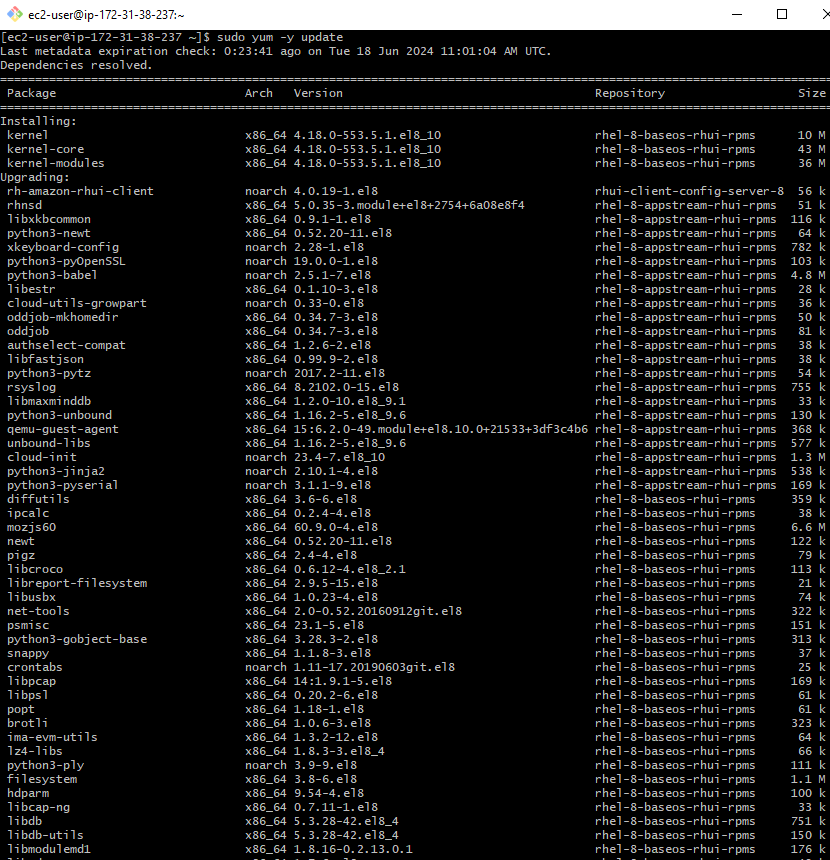 ec2-user@ip-172-31-38-237:~
[ec2-user@ip-172-31-38-237 ~]$ sudo yum -y update
Last metadata expiration check: 0:23:41 ago on Tue 18 Jun 2024 11:01:04 AM UTC.
Dependencies resolved.
Package Arch Version Repository Size
Installing:
kernel x86_64 4.18.0-553.5.1.el8_10 rhel-8-baseos-rhui-rpms 10 M
kernel-core x86_64 4.18.0-553.5.1.el8_10 rhel-8-baseos-rhui-rpms 43 M
kernel-modules x86_64 4.18.0-553.5.1.el8_10 rhel-8-baseos-rhui-rpms 36 M
Upgrading:
rh-amazon-rhui-client noarch 4.0.19-1.el8 rhui-client-config-server-8 56 k
rhnsd x86_64 5.0.35-3.module+el8+2754+6a08e8f4 rhel-8-appstream-rhui-rpms 51 k
libxkbcommon x86_64 0.9.1-1.el8 rhel-8-appstream-rhui-rpms 116 k
python3-newt x86_64 0.52.20-11.el8 rhel-8-appstream-rhui-rpms 64 k
xkeyboard-config noarch 2.28-1.el8 rhel-8-appstream-rhui-rpms 782 k
python3-pyOpenSSL noarch 19.0.0-1.el8 rhel-8-appstream-rhui-rpms 103 k
python3-babel noarch 2.5.1-7.el8 rhel-8-appstream-rhui-rpms 4.8 M
libestr x86_64 0.1.10-3.el8 rhel-8-appstream-rhui-rpms 28 k
cloud-utils-growpart noarch 0.33-0.el8 rhel-8-appstream-rhui-rpms 36 k
oddjob-mkhomedir x86_64 0.34.7-3.el8 rhel-8-appstream-rhui-rpms 50 k
oddjob x86_64 0.34.7-3.el8 rhel-8-appstream-rhui-rpms 81 k
authselect-compat x86_64 1.2.6-2.el8 rhel-8-appstream-rhui-rpms 38 k
libfastjson x86_64 0.99.9-2.el8 rhel-8-appstream-rhui-rpms 38 k
python3-pytz noarch 2017.2-11.el8 rhel-8-appstream-rhui-rpms 54 k
rsyslog x86_64 8.2102.0-15.el8 rhel-8-appstream-rhui-rpms 755 k
libmaxminddb x86_64 1.2.0-10.el8_9.1 rhel-8-appstream-rhui-rpms 33 k
python3-unbound x86_64 1.16.2-5.el8_9.6 rhel-8-appstream-rhui-rpms 130 k
qemu-guest-agent x86_64 15:6.2.0-49.module+el8.10.0+21533+3df3c4b6 rhel-8-appstream-rhui-rpms 368 k
unbound-libs x86_64 1.16.2-5.el8_9.6 rhel-8-appstream-rhui-rpms 577 k
cloud-init noarch 23.4-7.el8_10 rhel-8-appstream-rhui-rpms 1.3 M
python3-jinja2 noarch 2.10.1-4.el8 rhel-8-appstream-rhui-rpms 538 k
python3-pyserial noarch 3.1.1-9.el8 rhel-8-appstream-rhui-rpms 169 k
diffutils x86_64 3.6-6.el8 rhel-8-baseos-rhui-rpms 359 k
ipcalc x86_64 0.2.4-4.el8 rhel-8-baseos-rhui-rpms 38 k
mozjs60 x86_64 60.9.0-4.el8 rhel-8-baseos-rhui-rpms 6.6 M
newt x86_64 0.52.20-11.el8 rhel-8-baseos-rhui-rpms 122 k
pigz x86_64 2.4-4.el8 rhel-8-baseos-rhui-rpms 79 k
libcroco x86_64 0.6.12-4.el8_2.1 rhel-8-baseos-rhui-rpms 113 k
libreport-filesystem x86_64 2.9.5-15.el8 rhel-8-baseos-rhui-rpms 21 k
libusbx x86_64 1.0.23-4.el8 rhel-8-baseos-rhui-rpms 74 k
net-tools x86_64 2.0-0.52.20160912git.el8 rhel-8-baseos-rhui-rpms 322 k
psmisc x86_64 23.1-5.el8 rhel-8-baseos-rhui-rpms 151 k
python3-gobject-base x86_64 3.28.3-2.el8 rhel-8-baseos-rhui-rpms 313 k
snappy x86_64 1.1.8-3.el8 rhel-8-baseos-rhui-rpms 37 k
crontabs noarch 1.11-17.20190603git.el8 rhel-8-baseos-rhui-rpms 25 k
libpcap x86_64 14:1.9.1-5.el8 rhel-8-baseos-rhui-rpms 169 k
libpsl x86_64 0.20.2-6.el8 rhel-8-baseos-rhui-rpms 61 k
popt x86_64 1.18-1.el8 rhel-8-baseos-rhui-rpms 61 k
brotli x86_64 1.0.6-3.el8 rhel-8-baseos-rhui-rpms 323 k
ima-evm-utils x86_64 1.3.2-12.el8 rhel-8-baseos-rhui-rpms 64 k
lz4-libs x86_64 1.8.3-3.el8_4 rhel-8-baseos-rhui-rpms 66 k
python3-ply noarch 3.9-9.el8 rhel-8-baseos-rhui-rpms 111 k
filesystem x86_64 3.8-6.el8 rhel-8-baseos-rhui-rpms 1.1 M
hdparm x86_64 9.54-4.el8 rhel-8-baseos-rhui-rpms 100 k
libcap-ng x86_64 0.7.11-1.el8 rhel-8-baseos-rhui-rpms 33 k
libdb x86_64 5.3.28-42.el8_4 rhel-8-baseos-rhui-rpms 751 k
libdb-utils x86_64 5.3.28-42.el8_4 rhel-8-baseos-rhui-rpms 150 k
libmodulemd1 x86_64 1.8.16-0.2.13.0.1 rhel-8-baseos-rhui-rpms 176 k